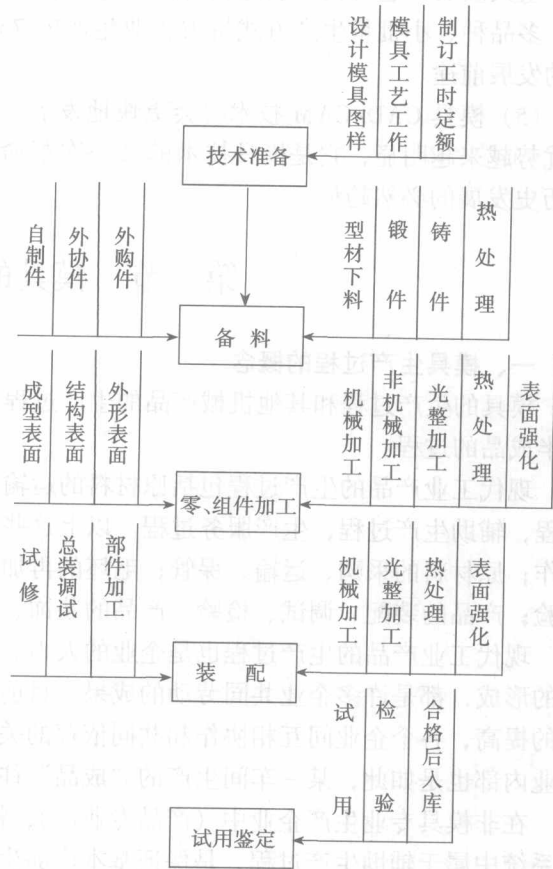 设计模具图样
模具工艺工作
制订工时定额
技术准备
自制件
外协件
外购件
型材下料
锻件
铸件
热处理
备料
成型表面
结构表面
外形表面
机械加工
非机械加工
光整加工
热处理
表面强化
零、组件加工
试修
总装调试
部件加工
机械加工
光整加工
热处理
表面强化
装配
试用
检验
合格后入库
试用鉴定